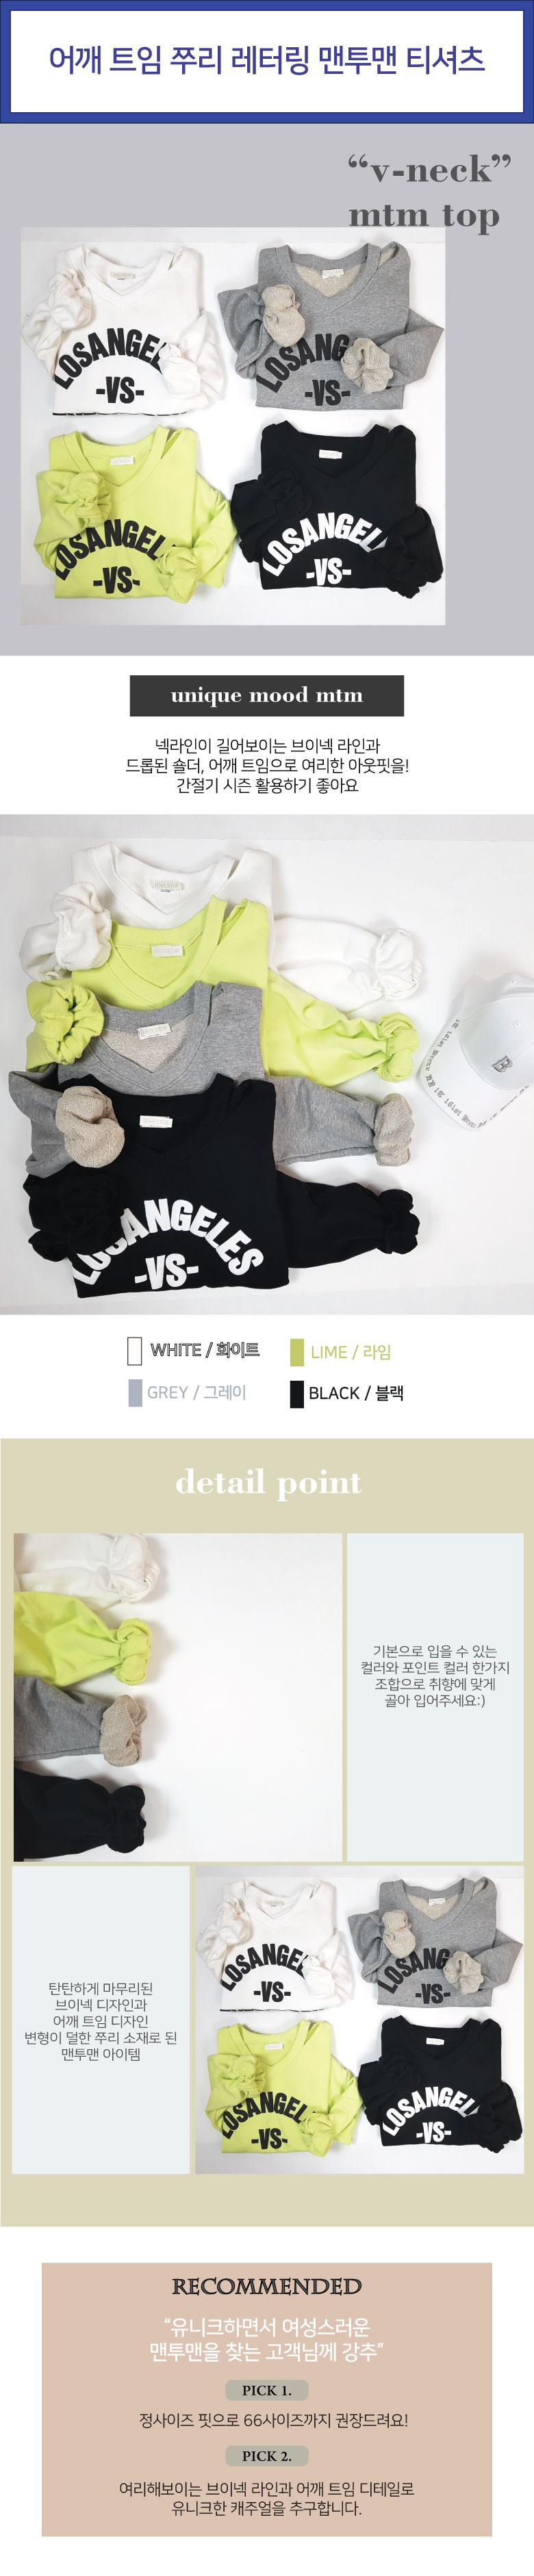 어깨 트임 쭈리 레터링 맨투맨 티셔츠
“v-neck”
mtm top
LOSANGEL
-VS-
LOSANG
-VS-
LOSANGEL
-VS-
LOSANGEL
-VS-
unique mood mtm
넥라인이 길어보이는 브이넥 라인과
드롭된 숄더, 어깨 트임으로 여리한 아웃핏을!
간절기 시즌 활용하기 좋아요
B
LOSANGELES
-VS-
WHITE / 화이트
LIME / 라임
GREY / 그레이
BLACK / 블랙
detail point
기본으로 입을 수 있는
컬러와 포인트 컬러 한가지
조합으로 취향에 맞게
골아 입어주세요:)
탄탄하게 마무리된
브이넥 디자인과
어깨 트임 디자인
변형이 덜한 쭈리 소재로 된
맨투맨 아이템
LOSANGEL
-VS-
LOSANG
-VS-
LOSANGEL
-VS-
LOSANGEL
-VS-
RECOMMENDED
“유니크하면서 여성스러운
맨투맨을 찾는 고객님께 강추”
PICK 1.
정사이즈 핏으로 66사이즈까지 권장드려요!
PICK 2.
여리해보이는 브이넥 라인과 어깨 트임 디테일로
유니크한 캐주얼을 추구합니다.